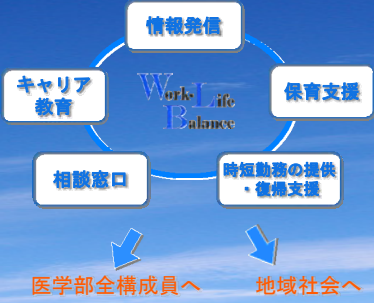 情報発信
キャリア
教育
Work-Life
Balance
保育支援
相談窓口
時短勤務の提供
・復帰支援
医学部全構成員へ
地域社会へ